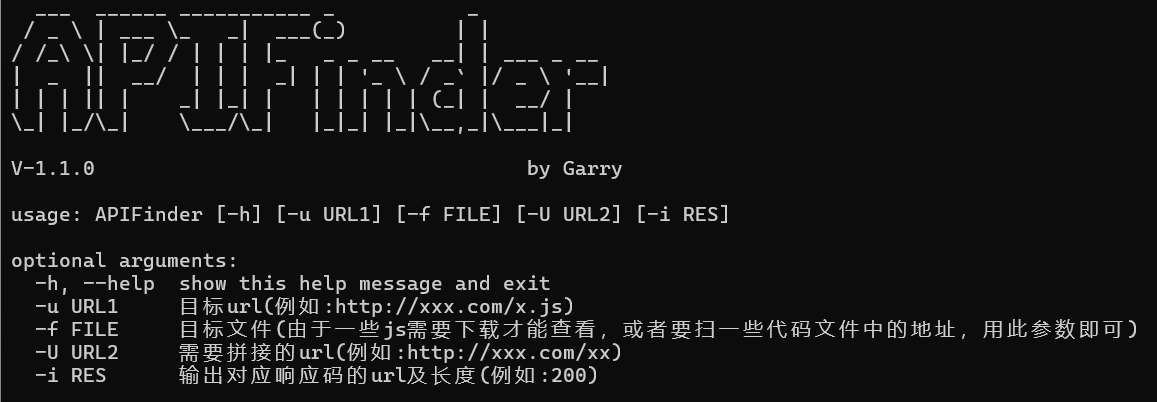 APIFinder
V-1.1.0 by Garry
usage: APIFinder [-h] [-u URL1] [-f FILE] [-U URL2] [-i RES]
optional arguments:
-h, --help show this help message and exit
-u URL1 目标url(例如:http://xxx.com/x.js)
-f FILE 目标文件(由于一些js需要下载才能查看，或者要扫一些代码文件中的地址，用此参数即可)
-U URL2 需要拼接的url(例如:http://xxx.com/xx)
-i RES 输出对应响应码的url及长度(例如:200)